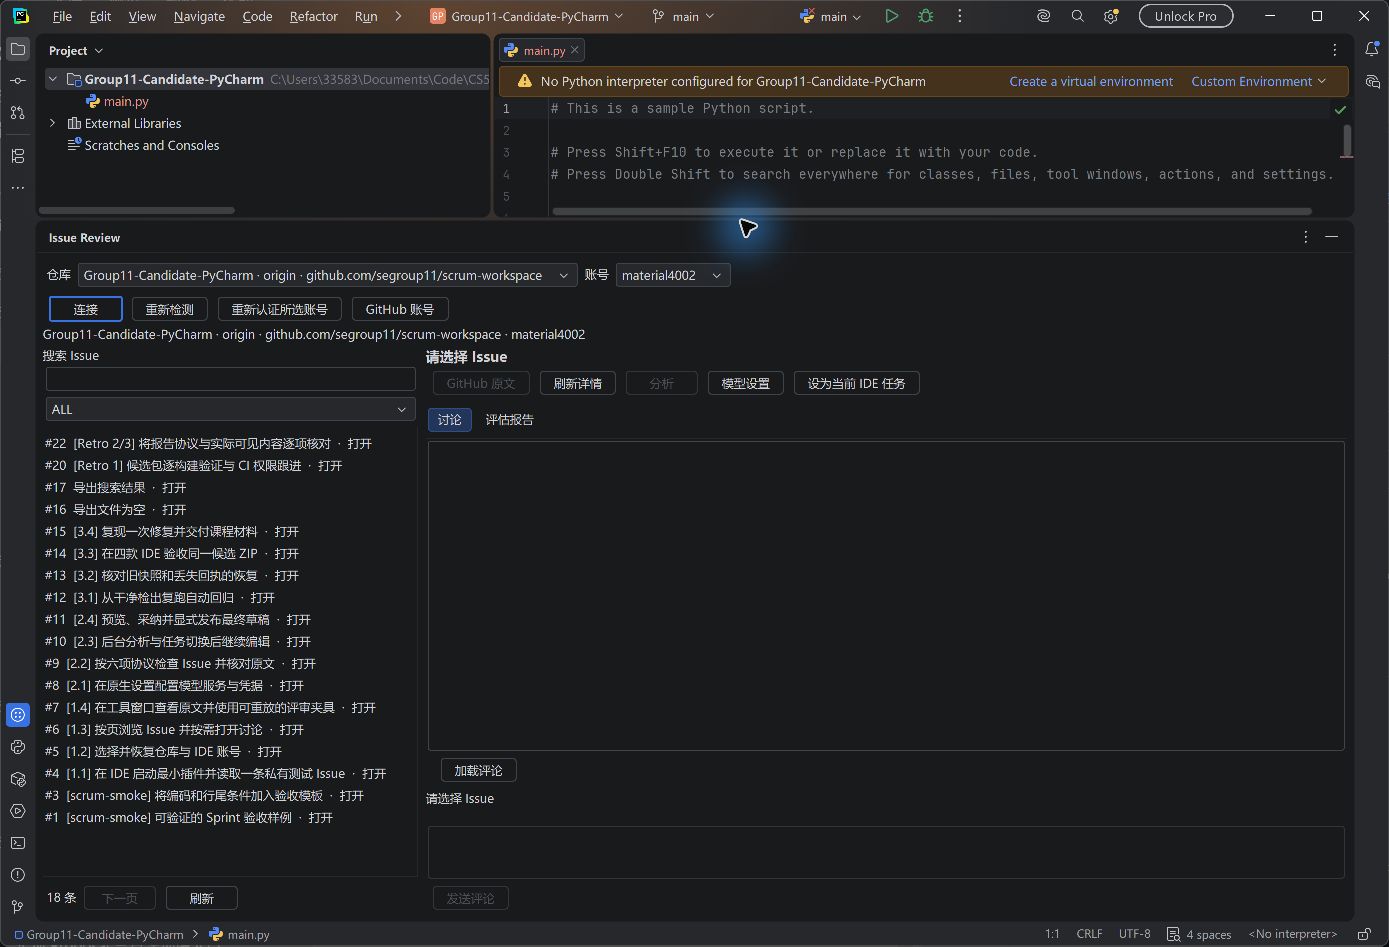 File Edit View Navigate Code Refactor Run GP Group11-Candidate-PyCharm main main Unlock Pro
Project
main.py
Group11-Candidate-PyCharm C:\Users\33583\Documents\Code\CS5
No Python interpreter configured for Group11-Candidate-PyCharm Create a virtual environment Custom Environment
main.py
External Libraries
Scratches and Consoles
1 # This is a sample Python script.
2
3 # Press Shift+F10 to execute it or replace it with your code.
4 # Press Double Shift to search everywhere for classes, files, tool windows, actions, and settings.
5
Issue Review
仓库 Group11-Candidate-PyCharm · origin · github.com/segroup11/scrum-workspace 账号 material4002
连接 重新检测 重新认证所选账号 GitHub 账号
Group11-Candidate-PyCharm · origin · github.com/segroup11/scrum-workspace · material4002
搜索 Issue
ALL
#22 [Retro 2/3] 将报告协议与实际可见内容逐项核对 · 打开
#20 [Retro 1] 候选包逐构建验证与 CI 权限跟进 · 打开
#17 导出搜索结果 · 打开
#16 导出文件为空 · 打开
#15 [3.4] 复现一次修复并交付课程材料 · 打开
#14 [3.3] 在四款 IDE 验收同一候选 ZIP · 打开
#13 [3.2] 核对旧快照和丢失回执的恢复 · 打开
#12 [3.1] 从干净检出复跑自动回归 · 打开
#11 [2.4] 预览、采纳并显式发布最终草稿 · 打开
#10 [2.3] 后台分析与任务切换后继续编辑 · 打开
#9 [2.2] 按六项协议检查 Issue 并核对原文 · 打开
#8 [2.1] 在原生设置配置模型服务与凭据 · 打开
#7 [1.4] 在工具窗口查看原文并使用可重放的评审夹具 · 打开
#6 [1.3] 按页浏览 Issue 并按需打开讨论 · 打开
#5 [1.2] 选择并恢复仓库与 IDE 账号 · 打开
#4 [1.1] 在 IDE 启动最小插件并读取一条私有测试 Issue · 打开
#3 [scrum-smoke] 将编码和行尾条件加入验收模板 · 打开
#1 [scrum-smoke] 可验证的 Sprint 验收样例 · 打开
18 条 下一页 刷新
请选择 Issue
GitHub 原文 刷新详情 分析 模型设置 设为当前 IDE 任务
讨论 评估报告
加载评论
请选择 Issue
发送评论
Group11-Candidate-PyCharm main.py 1:1 CRLF UTF-8 4 spaces <No interpreter>